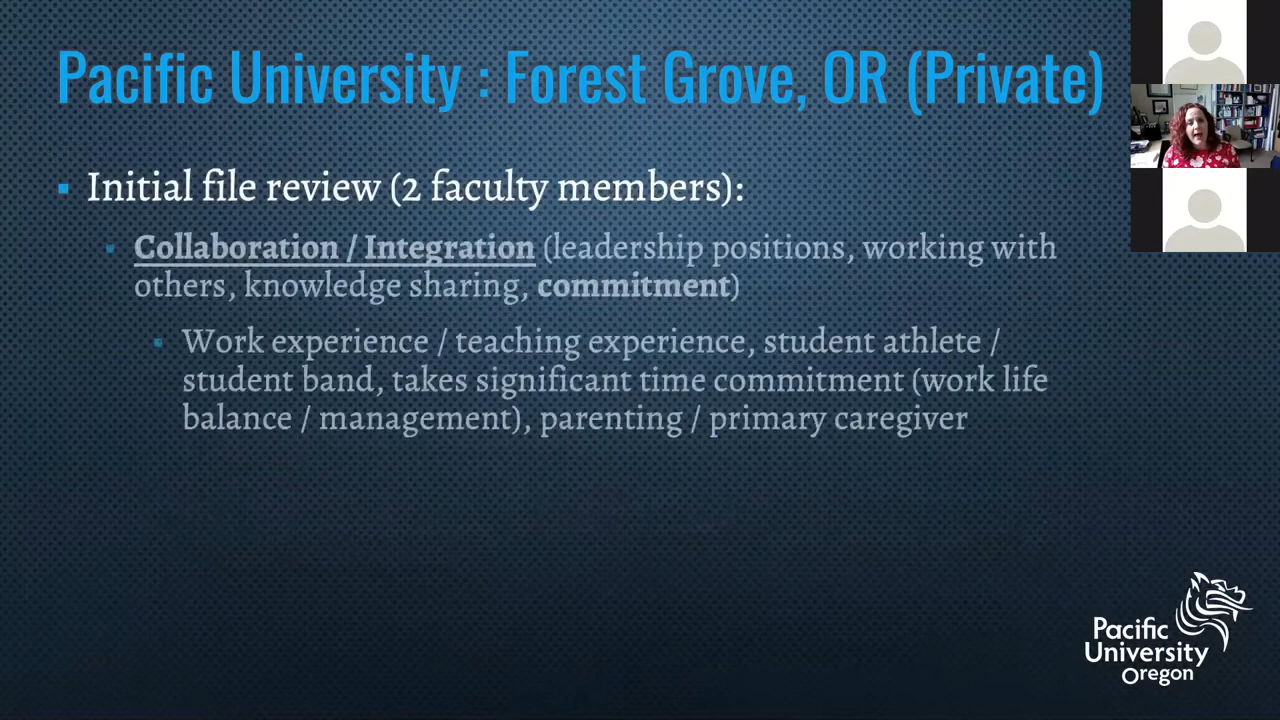 Pacific University : Forest Grove, OR (Private)
Initial file review (2 faculty members):
Collaboration / Integration (leadership positions, working with
others, knowledge sharing, commitment)
Work experience / teaching experience, student athlete /
student band, takes significant time commitment (work life
balance / management), parenting / primary caregiver
Pacific
University
Oregon